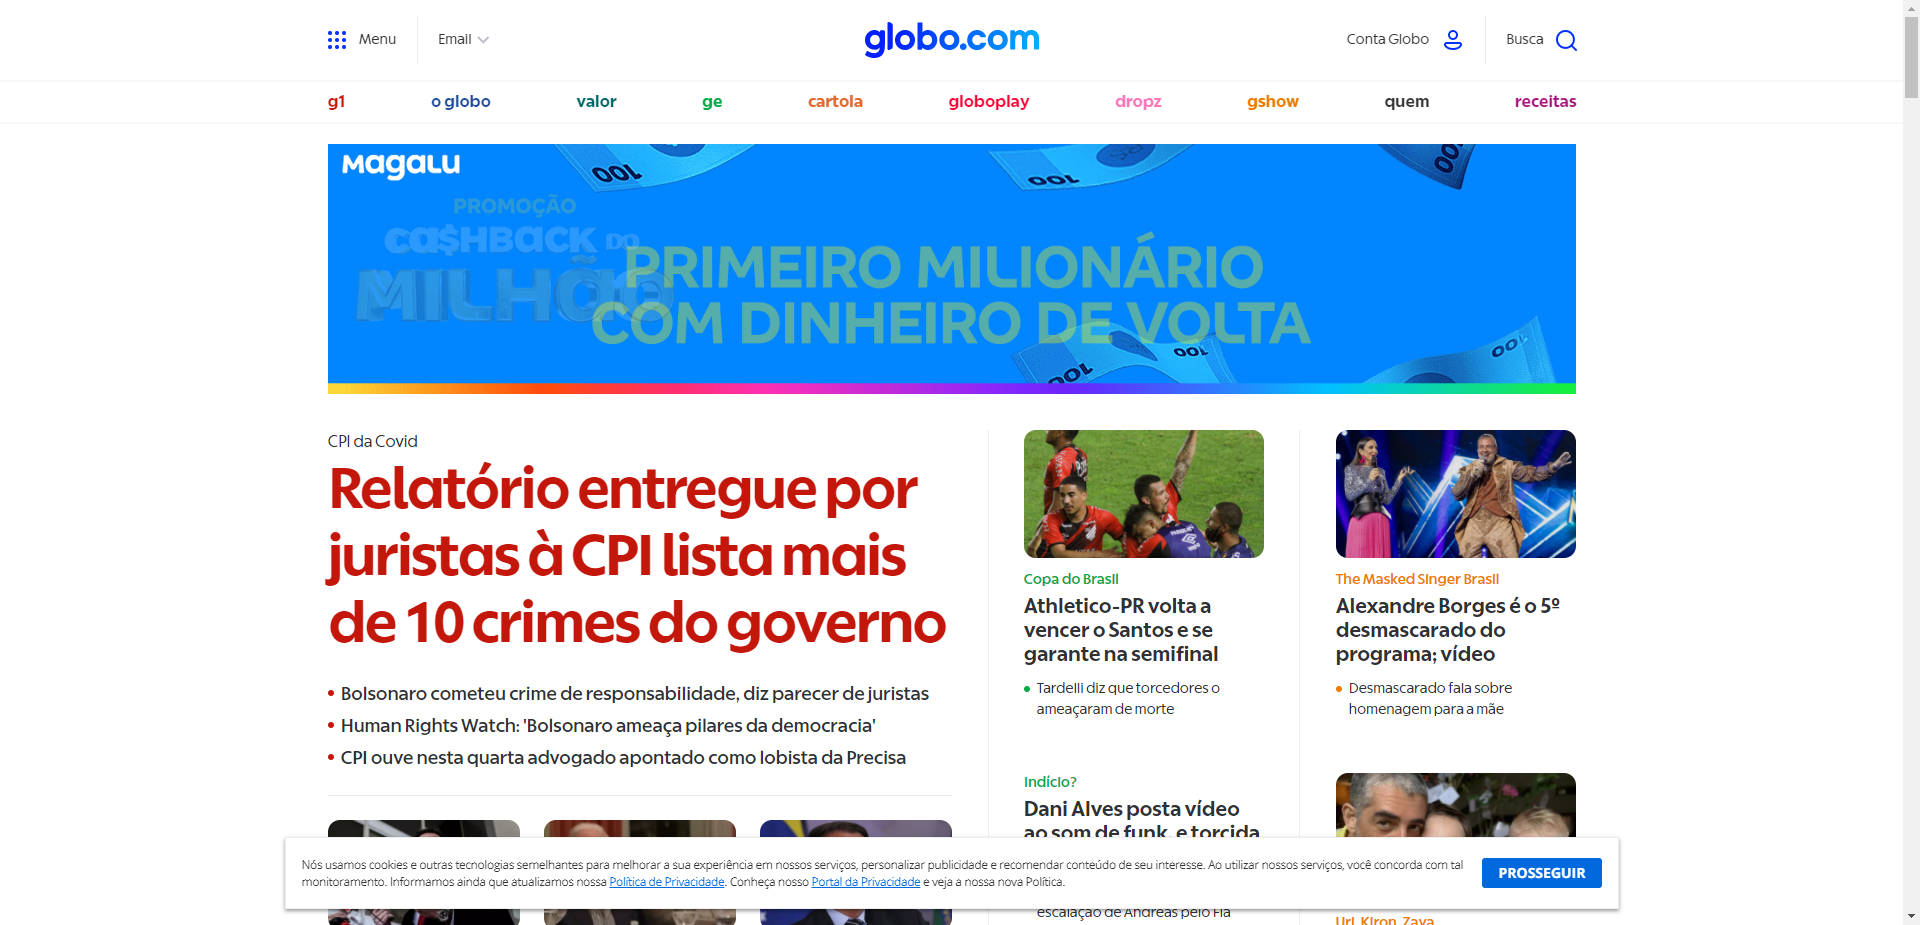 Menu
Email
globo.com
Conta Globo
Busca
g1
o globo
valor
ge
cartola
globoplay
dropz
gshow
quem
receitas
Magalu
100
100
100
PROMOÇÃO
CA$HBACK DO
MILHÃO
PRIMEIRO MILIONÁRIO
COM DINHEIRO DE VOLTA
100
100
100
CPI da Covid
Relatório entregue por
juristas à CPI lista mais
de 10 crimes do governo
Bolsonaro cometeu crime de responsabilidade, diz parecer de juristas
Human Rights Watch: 'Bolsonaro ameaça pilares da democracia'
CPI ouve nesta quarta advogado apontado como lobista da Precisa
Copa do Brasil
Athletico-PR volta a
vencer o Santos e se
garante na semifinal
Tardelli diz que torcedores o
ameaçaram de morte
Indício?
Dani Alves posta vídeo
ao som de funk, e torcida
escalação de Andreas pelo Fla
The Masked Singer Brasil
Alexandre Borges é o 5º
desmascarado do
programa; vídeo
Desmascarado fala sobre
homenagem para a mãe
Uri, Kiron, Zaya
Nós usamos cookies e outras tecnologias semelhantes para melhorar a sua experiência em nossos serviços, personalizar publicidade e recomendar conteúdo de seu interesse. Ao utilizar nossos serviços, você concorda com tal
monitoramento. Informamos ainda que atualizamos nossa Política de Privacidade. Conheça nosso Portal da Privacidade e veja a nossa nova Política.
PROSSEGUIR